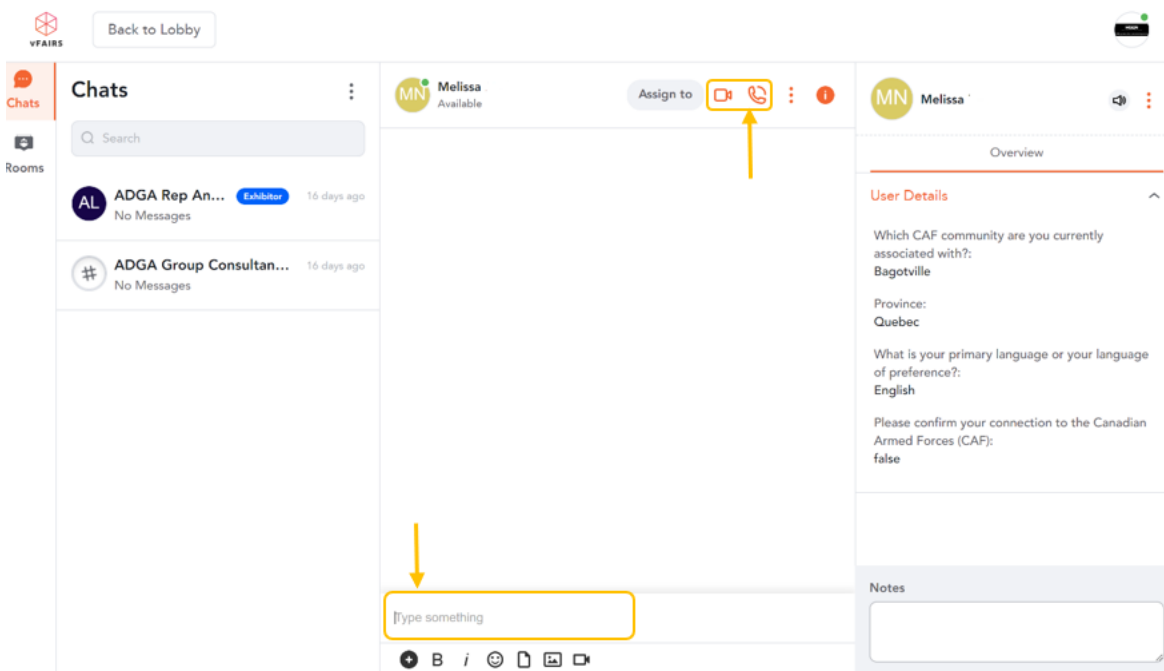 vFAIRS
Back to Lobby
Chats
Rooms
Chats
Search
AL
ADGA Rep An... Exhibitor 16 days ago
No Messages
#
ADGA Group Consultan... 16 days ago
No Messages
MN
Melissa
Available
Assign to
Type something
B i
MN
Melissa
Overview
User Details
Which CAF community are you currently
associated with?:
Bagotville
Province:
Quebec
What is your primary language or your language
of preference?:
English
Please confirm your connection to the Canadian
Armed Forces (CAF):
false
Notes